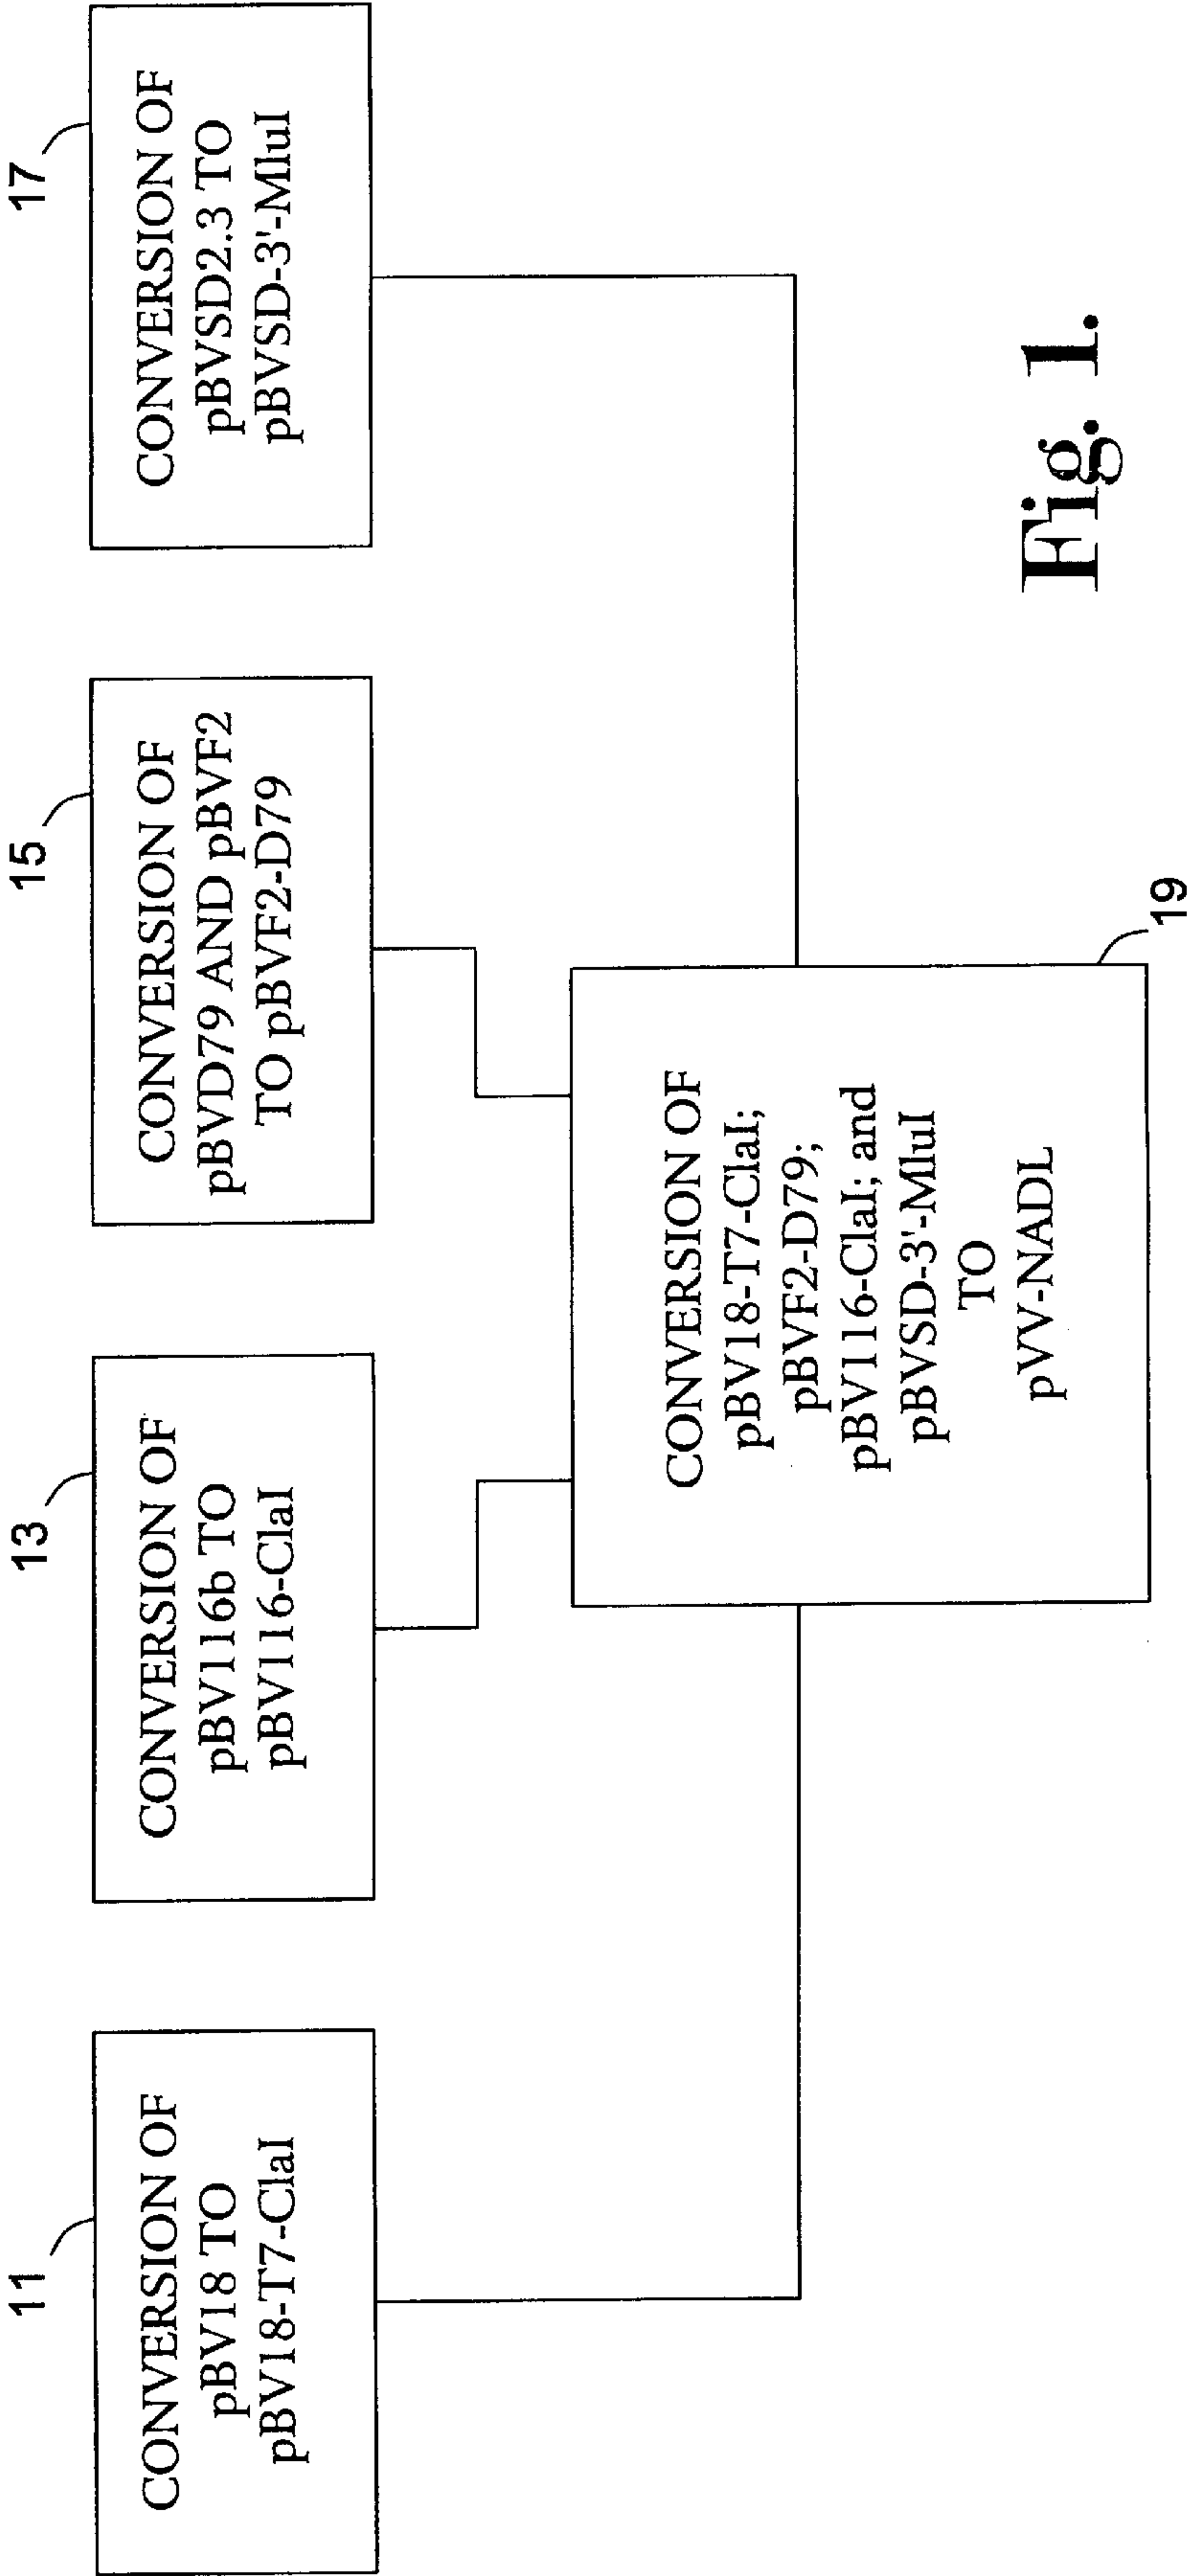 11
CONVERSION OF
pBV18 TO
pBV18-T7-ClaI
13
CONVERSION OF
pBV116b TO
pBV116-ClaI
15
CONVERSION OF
pBVD79 AND pBVF2
TO pBVF2-D79
17
CONVERSION OF
pBVSD2.3 TO
pBVSD-3'-MluI
CONVERSION OF
pBV18-T7-ClaI;
pBVF2-D79;
pBV116-ClaI; and
pBVSD-3'-MluI
TO
pVV-NADL
19
Fig. 1.